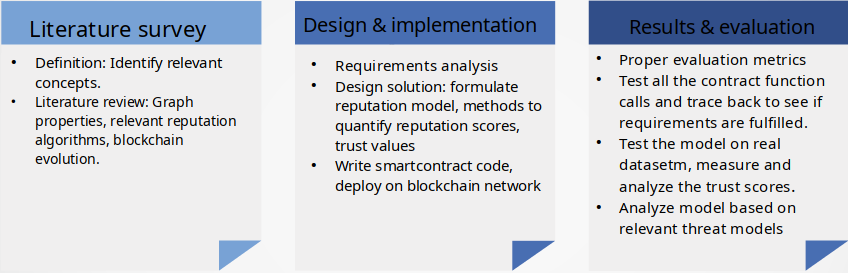 Literature survey
• Definition: Identify relevant
concepts.
• Literature review: Graph
properties, relevant reputation
algorithms, blockchain
evolution.
Design & implementation
• Requirements analysis
• Design solution: formulate
reputation model, methods to
quantify reputation scores,
trust values
• Write smartcontract code,
deploy on blockchain network
Results & evaluation
• Proper evaluation metrics
• Test all the contract function
calls and trace back to see if
requirements are fulfilled.
• Test the model on real
datasetm, measure and
analyze the trust scores.
• Analyze model based on
relevant threat models